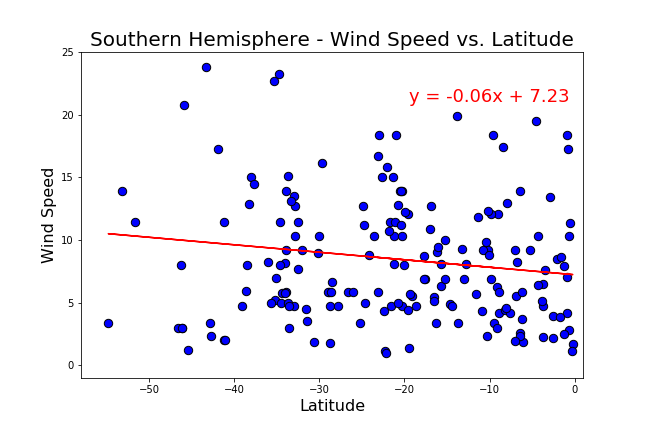 Southern Hemisphere - Wind Speed vs. Latitude
25
y = -0.06x + 7.23
20
15
Wind Speed
10
5
0
−50 −40 −30 −20 −10 0
Latitude